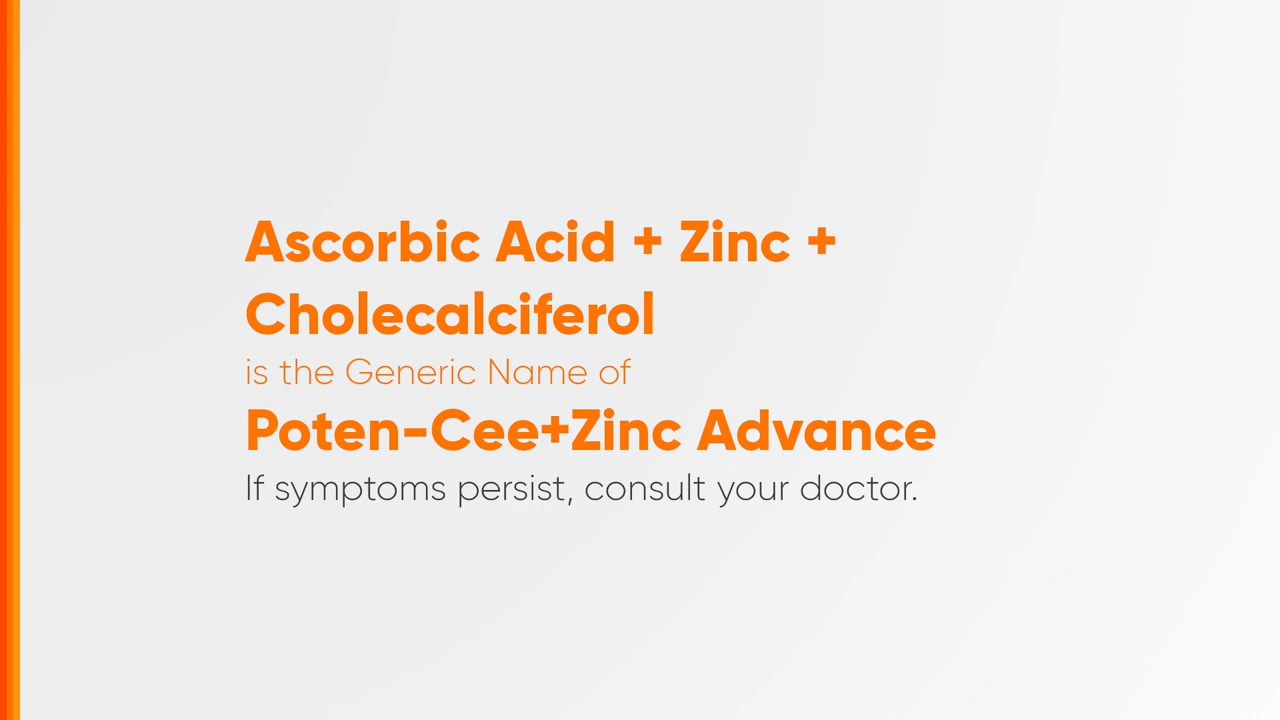 Ascorbic Acid + Zinc +
Cholecalciferol
is the Generic Name of
Poten-Cee+Zinc Advance
If symptoms persist, consult your doctor.